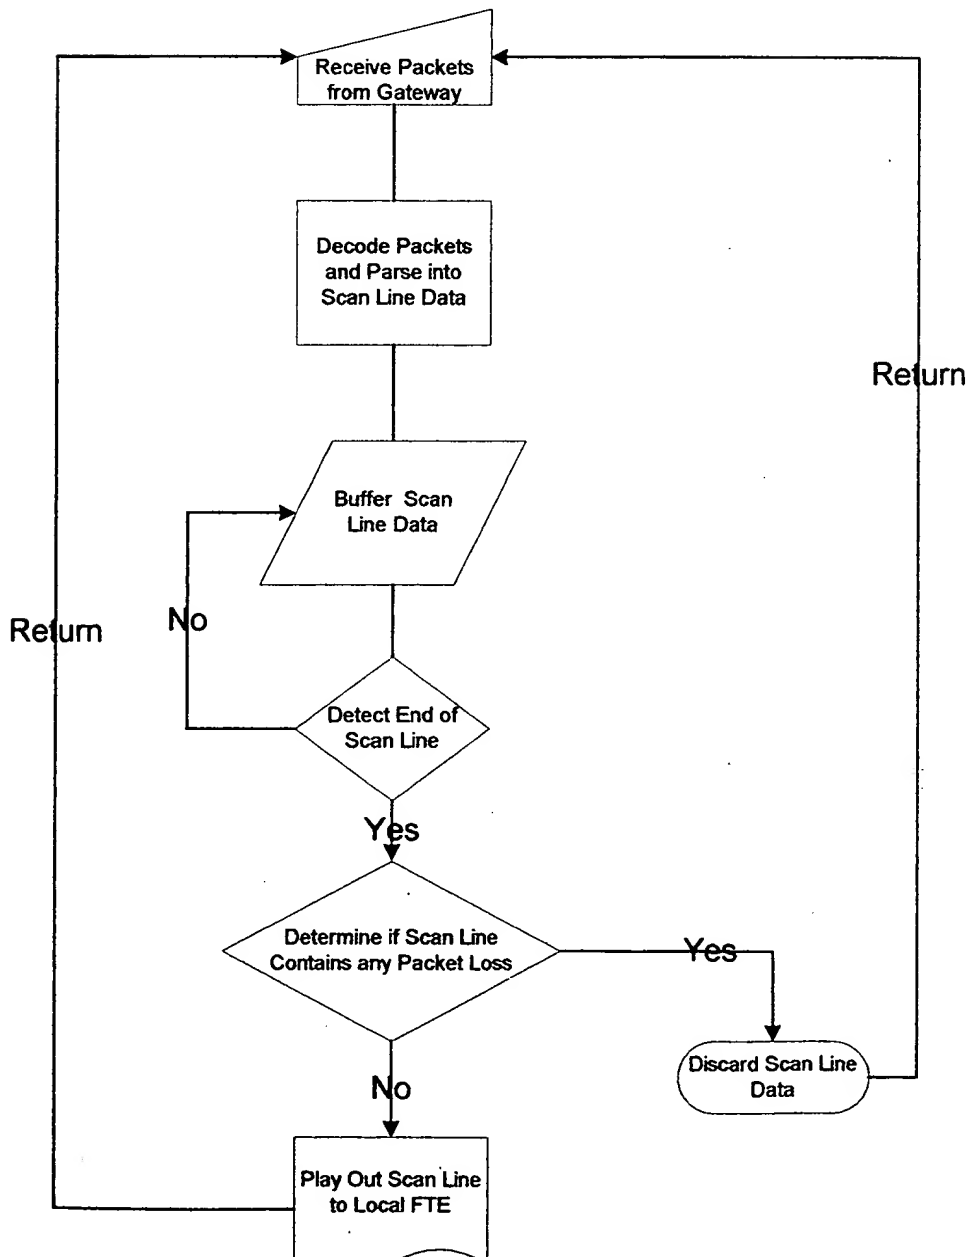 Receive Packets
from Gateway
Decode Packets
and Parse into
Scan Line Data
Return
Buffer Scan
Line Data
No
Return
Detect End of
Scan Line
Yes
Determine if Scan Line
Contains any Packet Loss
Yes
Discard Scan Line
Data
No
Play Out Scan Line
to Local FTE